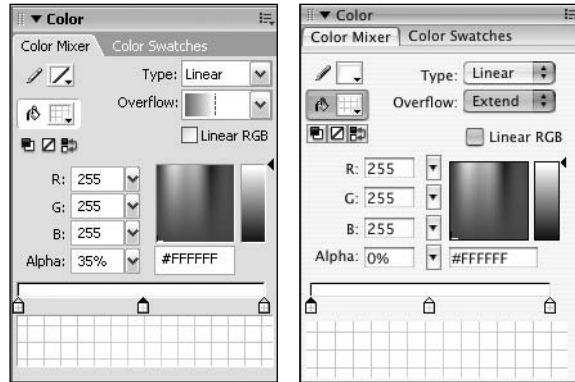 Color
Color Mixer Color Swatches
Type: Linear
Overflow:
Linear RGB
R: 255
G: 255
B: 255
Alpha: 35% #FFFFFF
Color
Color Mixer Color Swatches
Type: Linear
Overflow: Extend
Linear RGB
R: 255
G: 255
B: 255
Alpha: 0% #FFFFFF